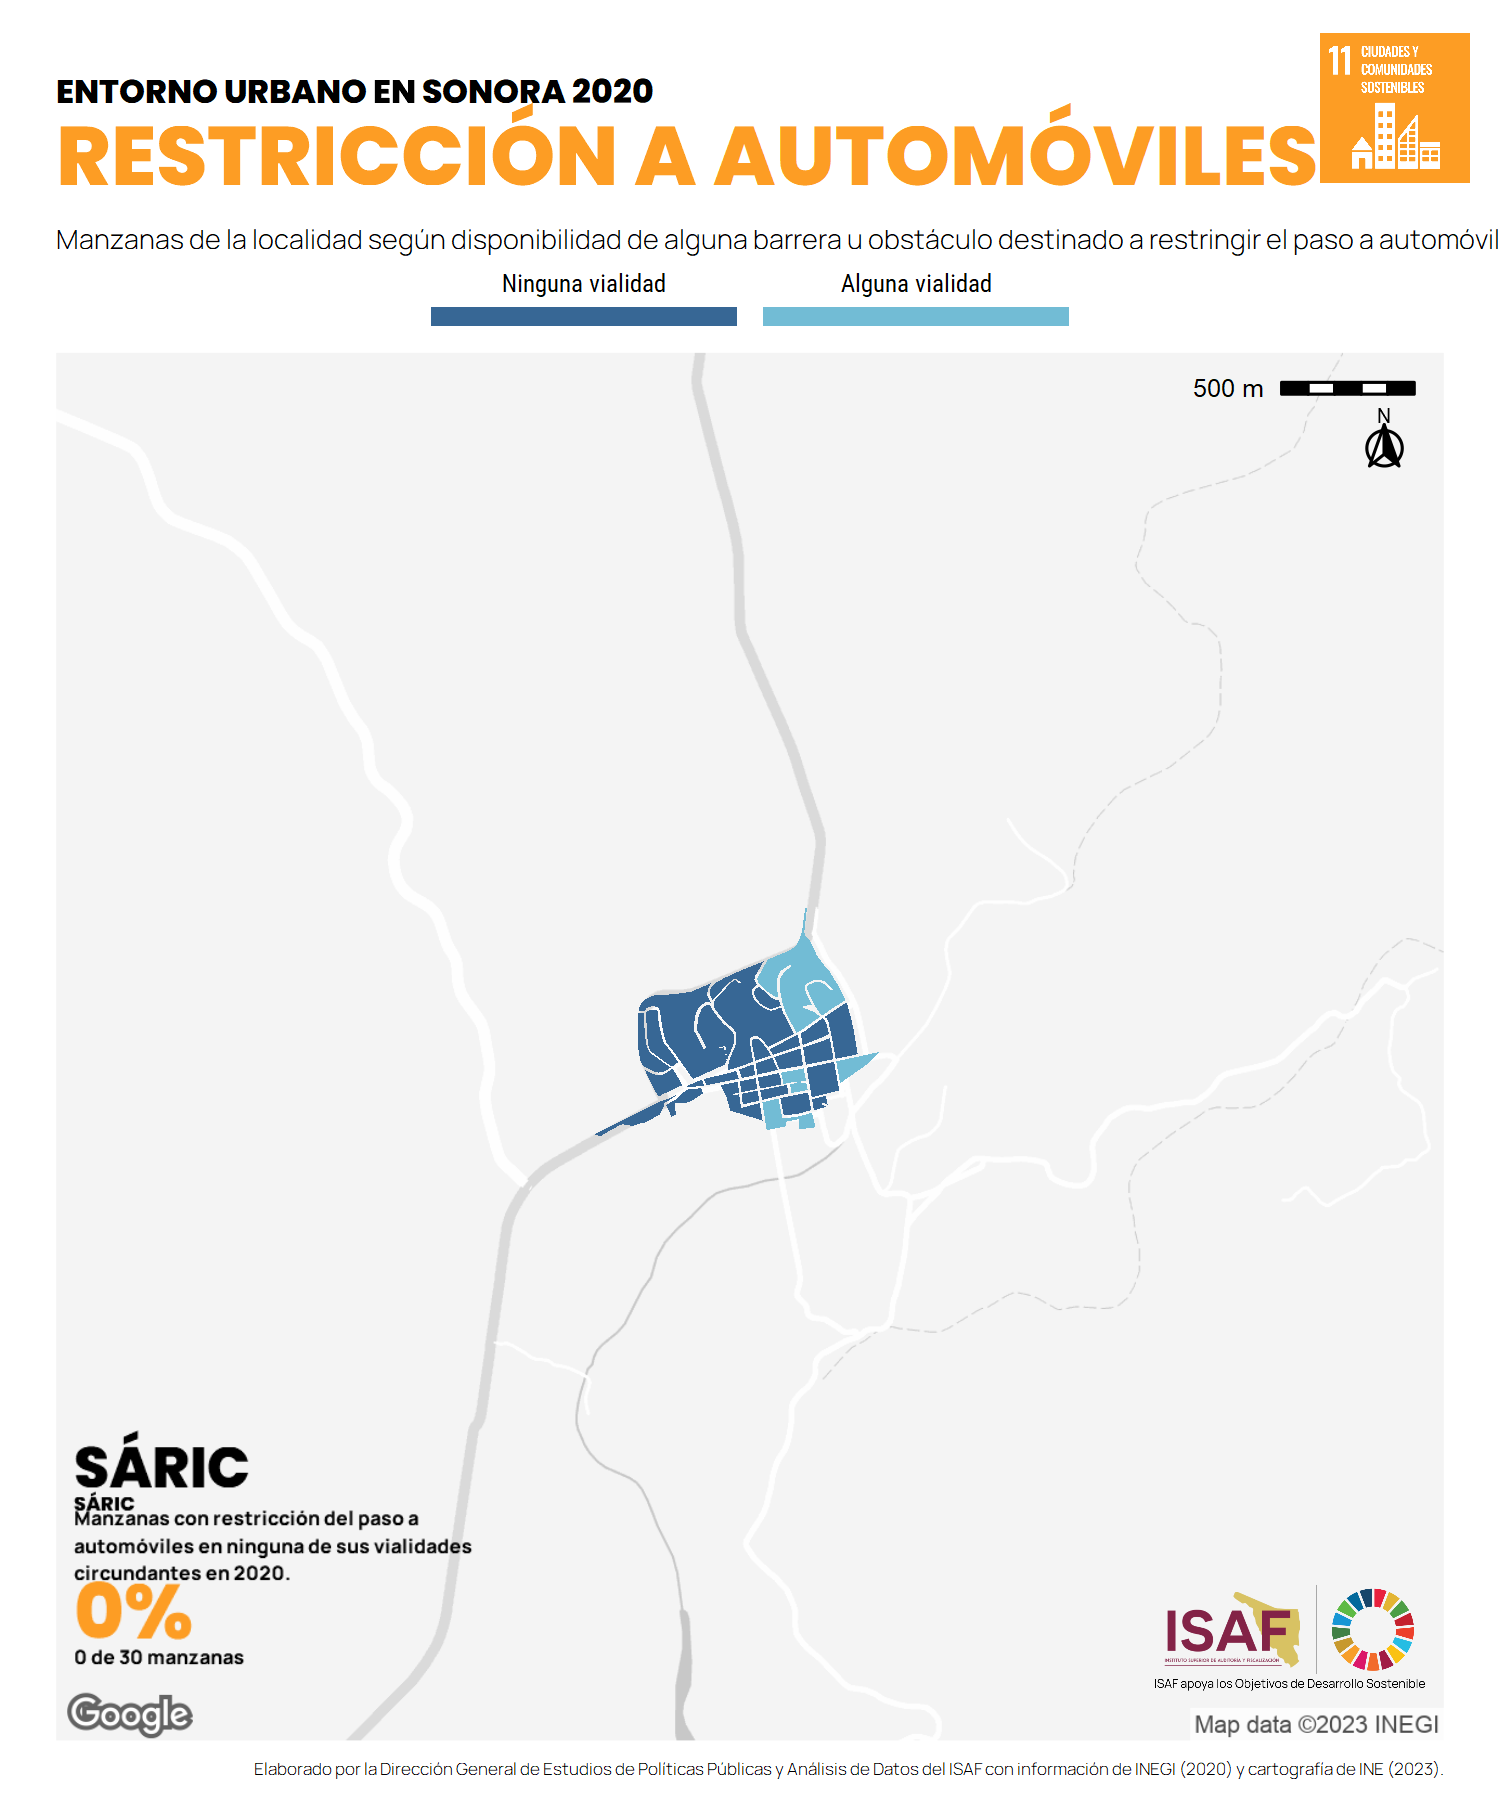 ENTORNO URBANO EN SONORA 2020
RESTRICCIÓN A AUTOMÓVILES
11 CIUDADES Y
COMUNIDADES
SOSTENIBLES
Manzanas de la localidad según disponibilidad de alguna barrera u obstáculo destinado a restringir el paso a automóvil
Ninguna vialidad
Alguna vialidad
500 m
N
SÁRIC
SÁRIC
Manzanas con restricción del paso a
automóviles en ninguna de sus vialidades
circundantes en 2020.
0%
0 de 30 manzanas
Google
ISAF
INSTITUTO SUPERIOR DE AUDITORÍA Y FISCALIZACIÓN
ISAF apoya los Objetivos de Desarrollo Sostenible
Map data ©2023 INEGI
Elaborado por la Dirección General de Estudios de Políticas Públicas y Análisis de Datos del ISAF con información de INEGI (2020) y cartografía de INE (2023).